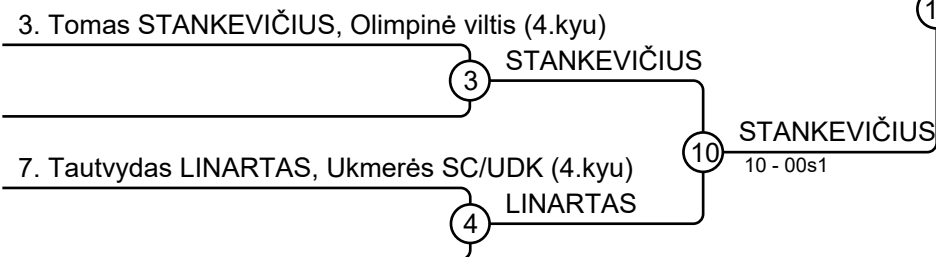 3. Tomas STANKEVIČIUS, Olimpinė viltis (4.kyu)
3
STANKEVIČIUS
10
STANKEVIČIUS
10 - 00s1
7. Tautvydas LINARTAS, Ukmerės SC/UDK (4.kyu)
4
LINARTAS